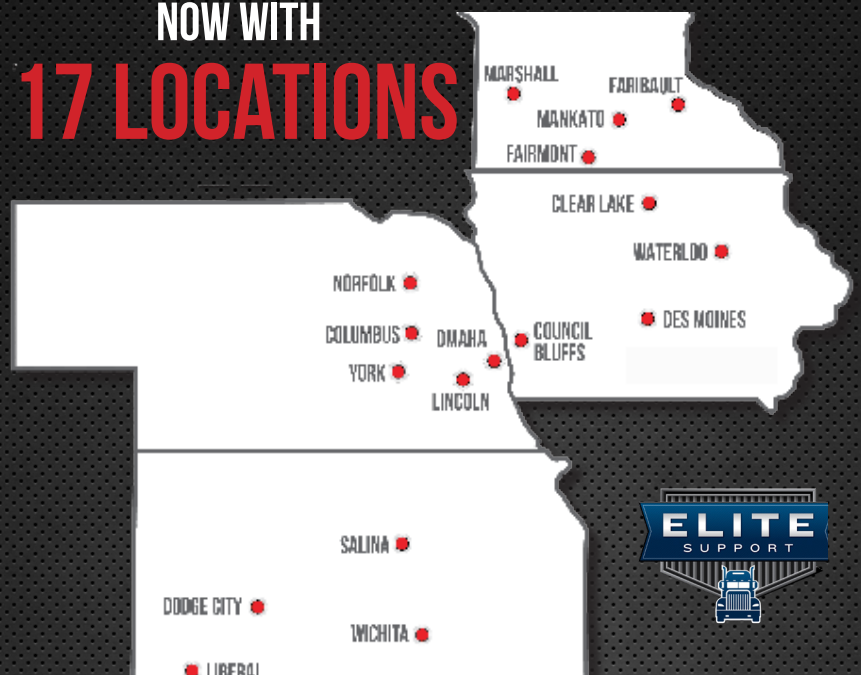 NOW WITH
17 LOCATIONS
MARSHALL
FARIBAULT
MANKATO
FAIRMONT
CLEAR LAKE
WATERLOO
NORFOLK
COLUMBUS
OMAHA
COUNCIL
BLUFFS
DES MOINES
YORK
LINCOLN
ELITE
SUPPORT
SALINA
DODGE CITY
WICHITA
LIBERAL